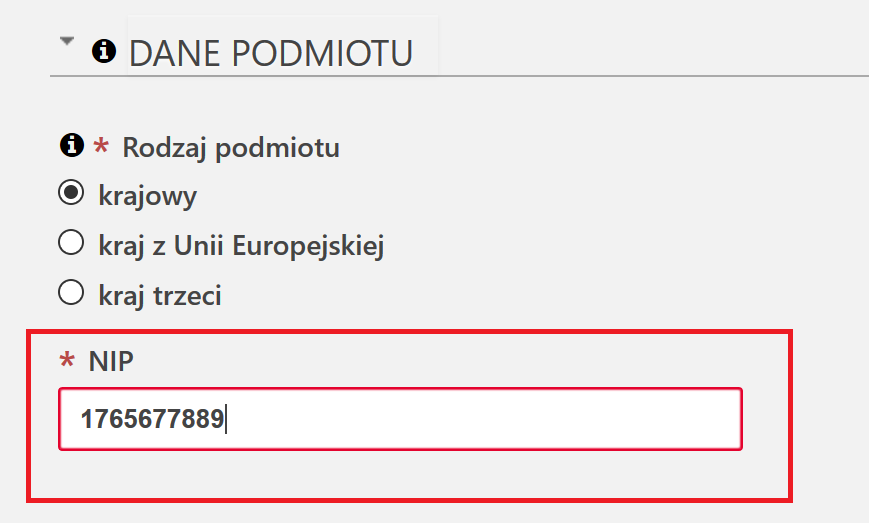 DANE PODMIOTU
* Rodzaj podmiotu
krajowy
kraj z Unii Europejskiej
kraj trzeci
* NIP
1765677889